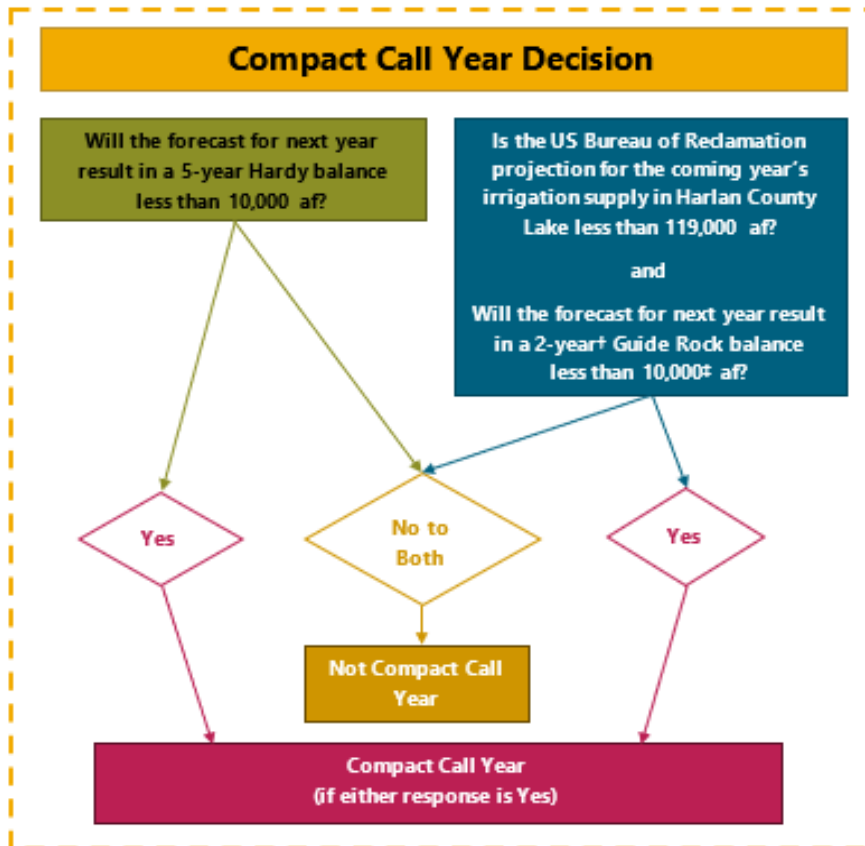 Compact Call Year Decision
Will the forecast for next year
result in a 5-year Hardy balance
less than 10,000 af?
Is the US Bureau of Reclamation
projection for the coming year's
irrigation supply in Harlan County
Lake less than 119,000 af?
and
Will the forecast for next year result
in a 2-year† Guide Rock balance
less than 10,000‡ af?
Yes
No to
Both
Yes
Not Compact Call
Year
Compact Call Year
(if either response is Yes)